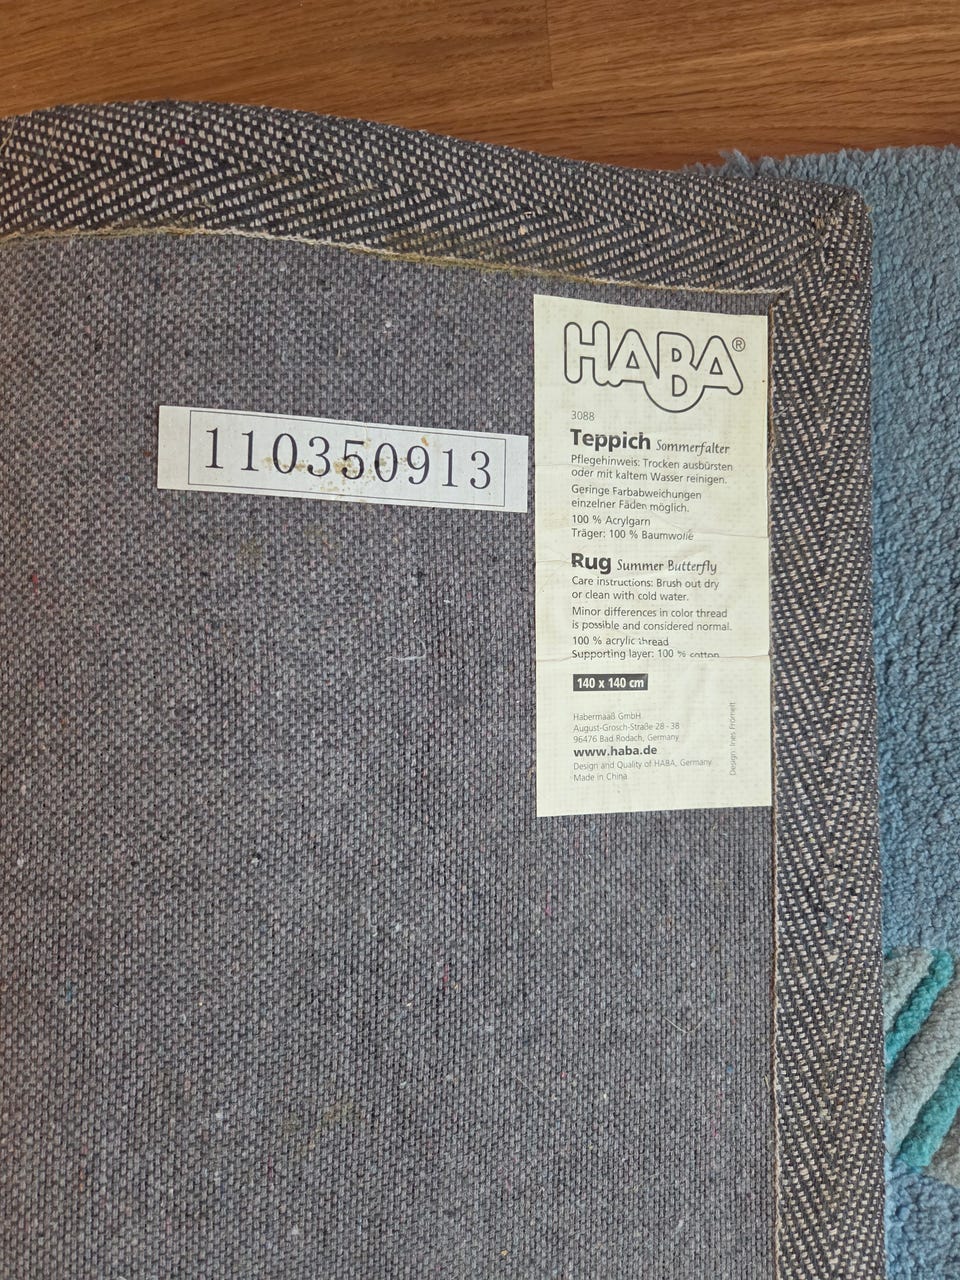 110350913
HABA®
3088
Teppich Sommerfalter
Pflegehinweis: Trocken ausbürsten
oder mit kaltem Wasser reinigen.
Geringe Farbabweichungen
einzelner Fäden möglich.
100 % Acrylgarn
Träger: 100 % Baumwolle
Rug Summer Butterfly
Care instructions: Brush out dry
or clean with cold water.
Minor differences in color thread
is possible and considered normal.
100 % acrylic thread
Supporting layer: 100 % cotton
140 x 140 cm
Habermaaß GmbH
August-Grosch-Straße 28 - 38
96476 Bad Rodach, Germany
www.haba.de
Design and Quality of HABA, Germany
Made in China
Design: Ines Frömelt